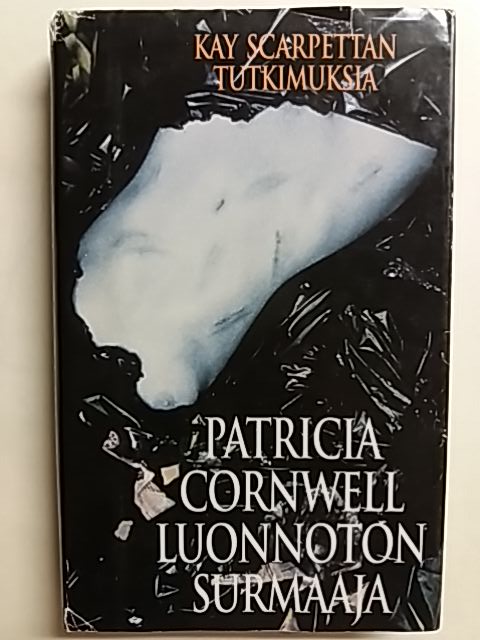 KAY SCARPETTAN
TUTKIMUKSIA
PATRICIA
CORNWELL
LUONNOTON
SURMAAJA